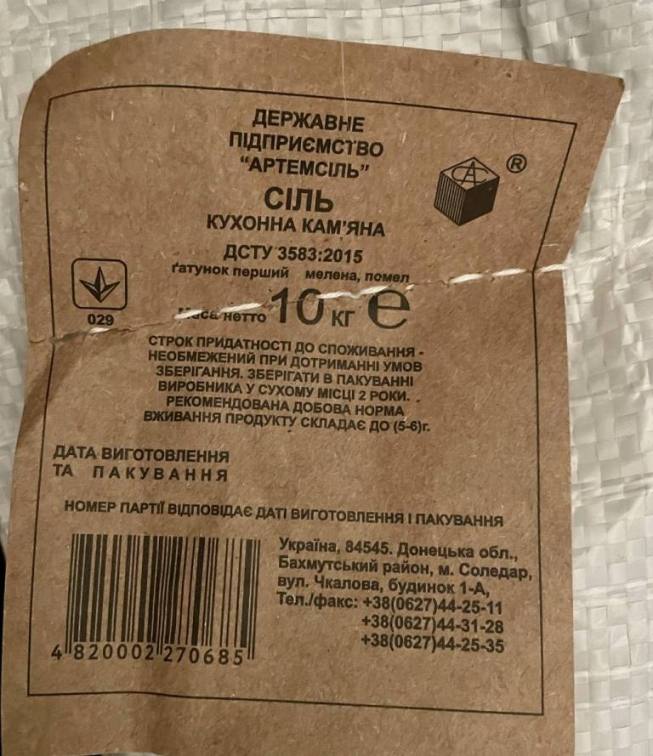 ДЕРЖАВНЕ
ПІДПРИЄМСТВО
"АРТЕМСІЛЬ"
СІЛЬ
КУХОННА КАМ'ЯНА
ДСТУ 3583:2015
ґатунок перший мелена, помел
Маса нетто 10 кг e
029
®
СТРОК ПРИДАТНОСТІ ДО СПОЖИВАННЯ -
НЕОБМЕЖЕНИЙ ПРИ ДОТРИМАННІ УМОВ
ЗБЕРІГАННЯ. ЗБЕРІГАТИ В ПАКУВАННІ
ВИРОБНИКА У СУХОМУ МІСЦІ 2 РОКИ.
РЕКОМЕНДОВАНА ДОБОВА НОРМА
ВЖИВАННЯ ПРОДУКТУ СКЛАДАЄ ДО (5-6)г.
ДАТА ВИГОТОВЛЕННЯ
ТА ПАКУВАННЯ
НОМЕР ПАРТІЇ ВІДПОВІДАЄ ДАТІ ВИГОТОВЛЕННЯ І ПАКУВАННЯ
Україна, 84545. Донецька обл.,
Бахмутський район, м. Соледар,
вул. Чкалова, будинок 1-А,
Тел./факс: +38(0627)44-25-11
+38(0627)44-31-28
+38(0627)44-25-35
4 820002 270685